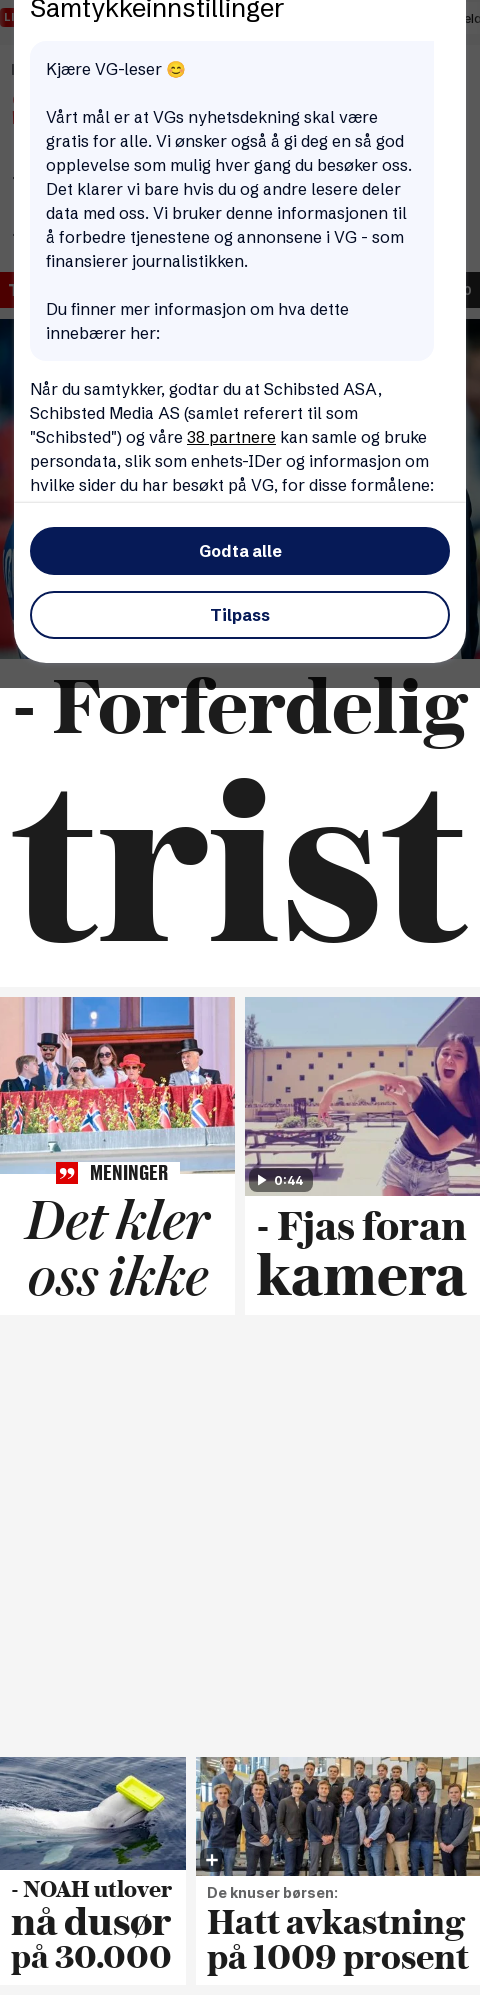 Samtykkeinnstillinger
Kjære VG-leser 😊
Vårt mål er at VGs nyhetsdekning skal være
gratis for alle. Vi ønsker også å gi deg en så god
opplevelse som mulig hver gang du besøker oss.
Det klarer vi bare hvis du og andre lesere deler
data med oss. Vi bruker denne informasjonen til
å forbedre tjenestene og annonsene i VG - som
finansierer journalistikken.
Du finner mer informasjon om hva dette
innebærer her:
Når du samtykker, godtar du at Schibsted ASA,
Schibsted Media AS (samlet referert til som
"Schibsted") og våre 38 partnere kan samle og bruke
persondata, slik som enhets-IDer og informasjon om
hvilke sider du har besøkt på VG, for disse formålene:
Godta alle
Tilpass
- Forferdelig
trist
MENINGER
Det kler
oss ikke
0:44
- Fjas foran
kamera
- NOAH utlover
nå dusør
på 30.000
De knuser børsen:
Hatt avkastning
på 1009 prosent